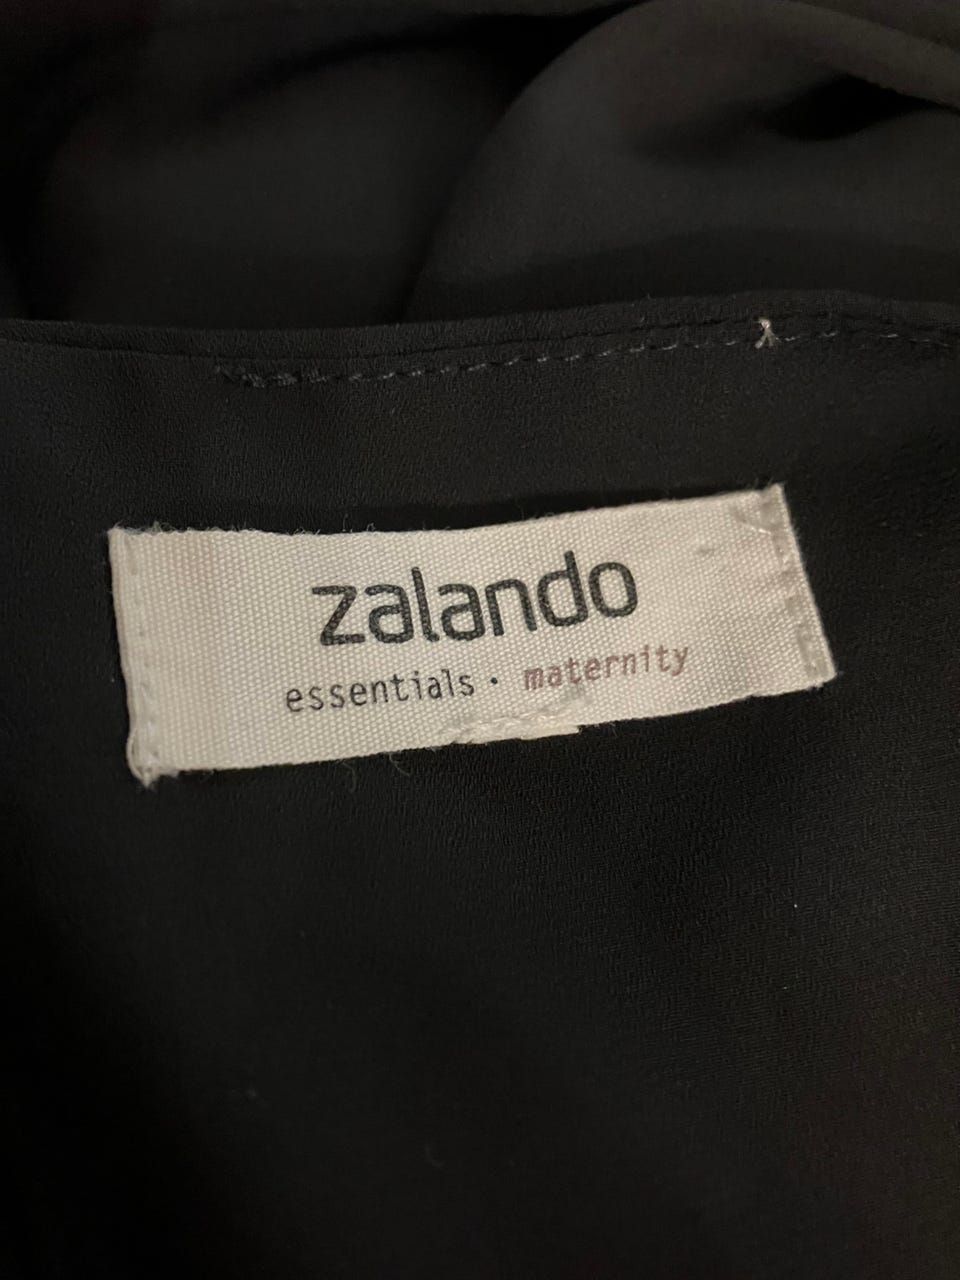 zalando
essentials · maternity